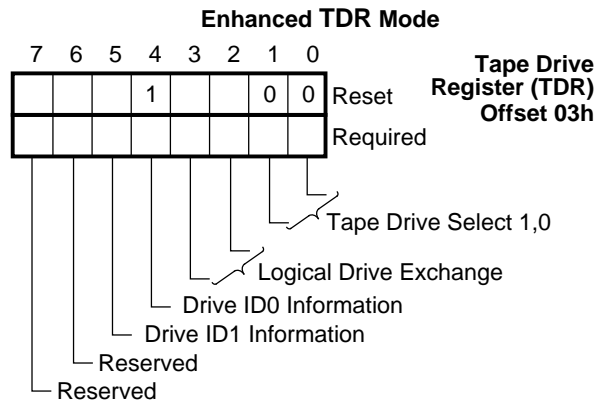 Enhanced TDR Mode
7 6 5 4 3 2 1 0
Tape Drive
Register (TDR)
Offset 03h
1 0 0 Reset
Required
Tape Drive Select 1,0
Logical Drive Exchange
Drive ID0 Information
Drive ID1 Information
Reserved
Reserved